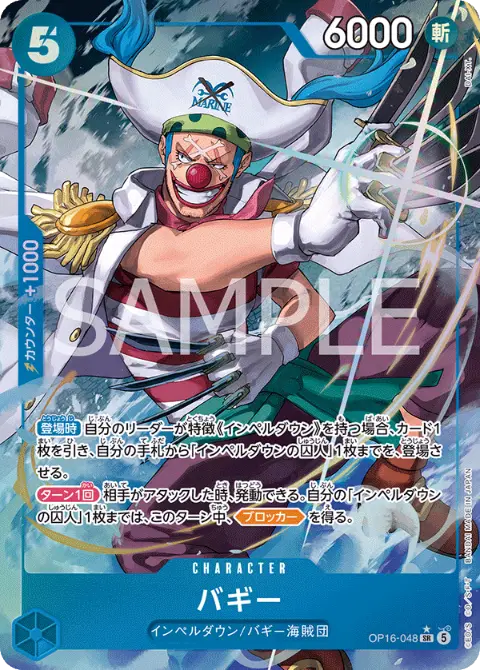 5
6000 斬
DAI-XT.
MARINE
カウンター +1000
SAMPLE
登場時 自分のリーダーが特徴《インペルダウン》を持つ場合、カード1
枚を引き、自分の手札から「インペルダウンの囚人」1枚までを、登場さ
せる。
ターン1回 相手がアタックした時、発動できる。自分の「インペルダウン
の囚人」1枚までは、このターン中、ブロッカー を得る。
CHARACTER
バギー
インペルダウン/バギー海賊団
OP16-048 SR 5
BANDAI MADE IN JAPAN